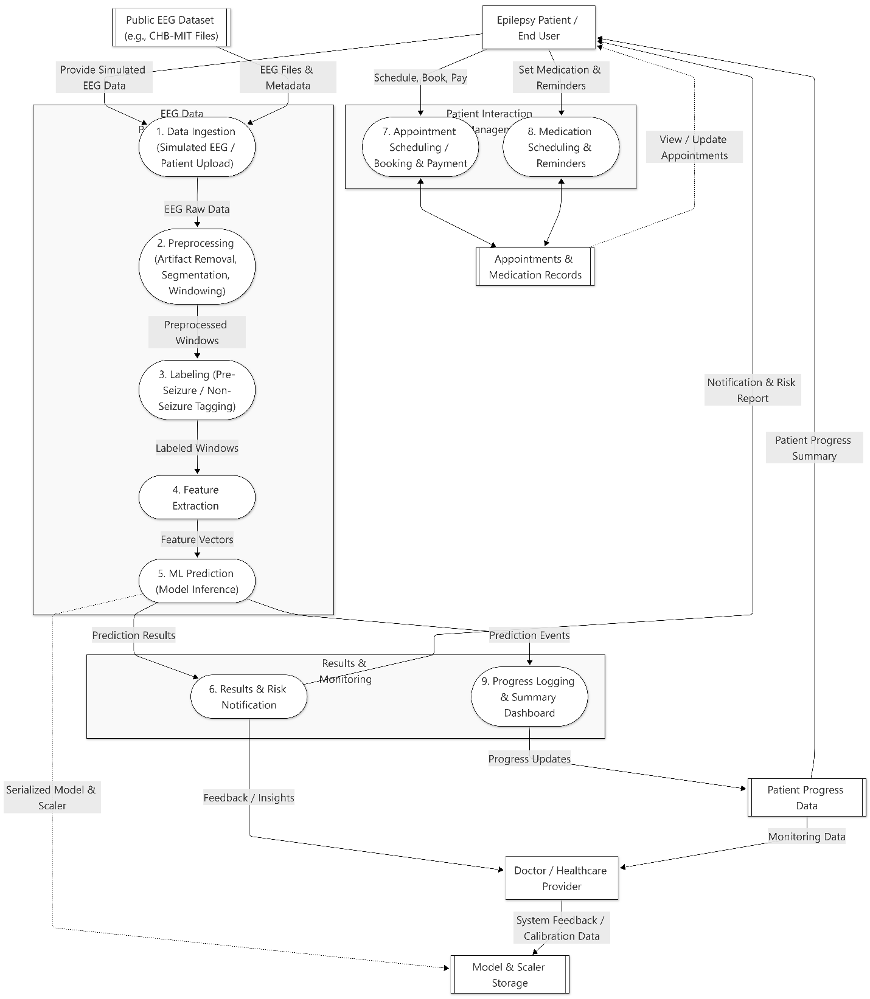 Public EEG Dataset
(e.g., CHB-MIT Files)
Epilepsy Patient /
End User
Provide Simulated
EEG Data
EEG Files &
Metadata
Schedule, Book, Pay
Set Medication &
Reminders
EEG Data
1. Data Ingestion
(Simulated EEG /
Patient Upload)
Patient Interaction
7. Appointment
Scheduling /
Booking & Payment
8. Medication
Scheduling &
Reminders
View / Update
Appointments
EEG Raw Data
2. Preprocessing
(Artifact Removal,
Segmentation,
Windowing)
Appointments &
Medication Records
Preprocessed
Windows
3. Labeling (Pre-
Seizure / Non-
Seizure Tagging)
Notification & Risk
Report
Labeled Windows
Patient Progress
Summary
4. Feature
Extraction
Feature Vectors
5. ML Prediction
(Model Inference)
Prediction Results
Prediction Events
Results &
Monitoring
6. Results & Risk
Notification
9. Progress Logging
& Summary
Dashboard
Progress Updates
Serialized Model &
Scaler
Feedback / Insights
Patient Progress
Data
Monitoring Data
Doctor / Healthcare
Provider
System Feedback /
Calibration Data
Model & Scaler
Storage